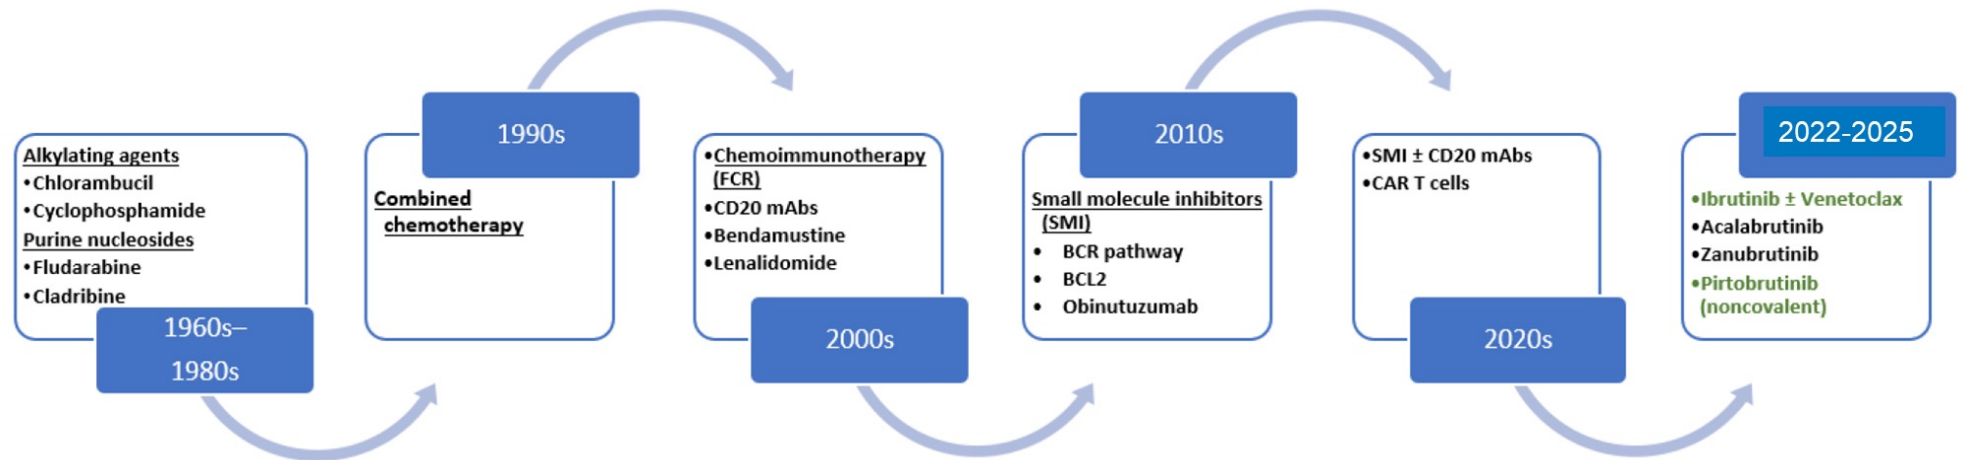 Alkylating agents
•Chlorambucil
•Cyclophosphamide
Purine nucleosides
•Fludarabine
•Cladribine
1960s–
1980s
1990s
Combined
chemotherapy
•Chemoimmunotherapy
(FCR)
•CD20 mAbs
•Bendamustine
•Lenalidomide
2000s
2010s
Small molecule inhibitors
(SMI)
• BCR pathway
• BCL2
• Obinutuzumab
•SMI ± CD20 mAbs
•CAR T cells
2020s
2022-2025
•Ibrutinib ± Venetoclax
•Acalabrutinib
•Zanubrutinib
•Pirtobrutinib
(noncovalent)